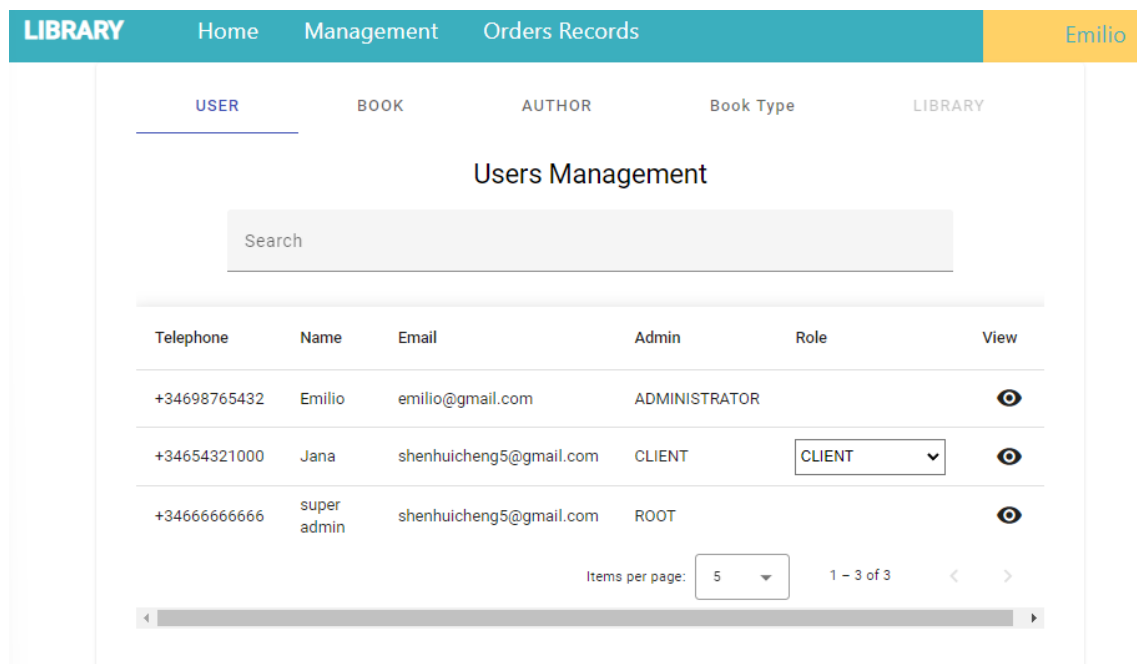 LIBRARY Home Management Orders Records Emilio
USER BOOK AUTHOR Book Type LIBRARY
Users Management
Search
Telephone Name Email Admin Role View
+34698765432 Emilio emilio@gmail.com ADMINISTRATOR
+34654321000 Jana shenhuicheng5@gmail.com CLIENT CLIENT
+34666666666 super admin shenhuicheng5@gmail.com ROOT
Items per page: 5 1 – 3 of 3